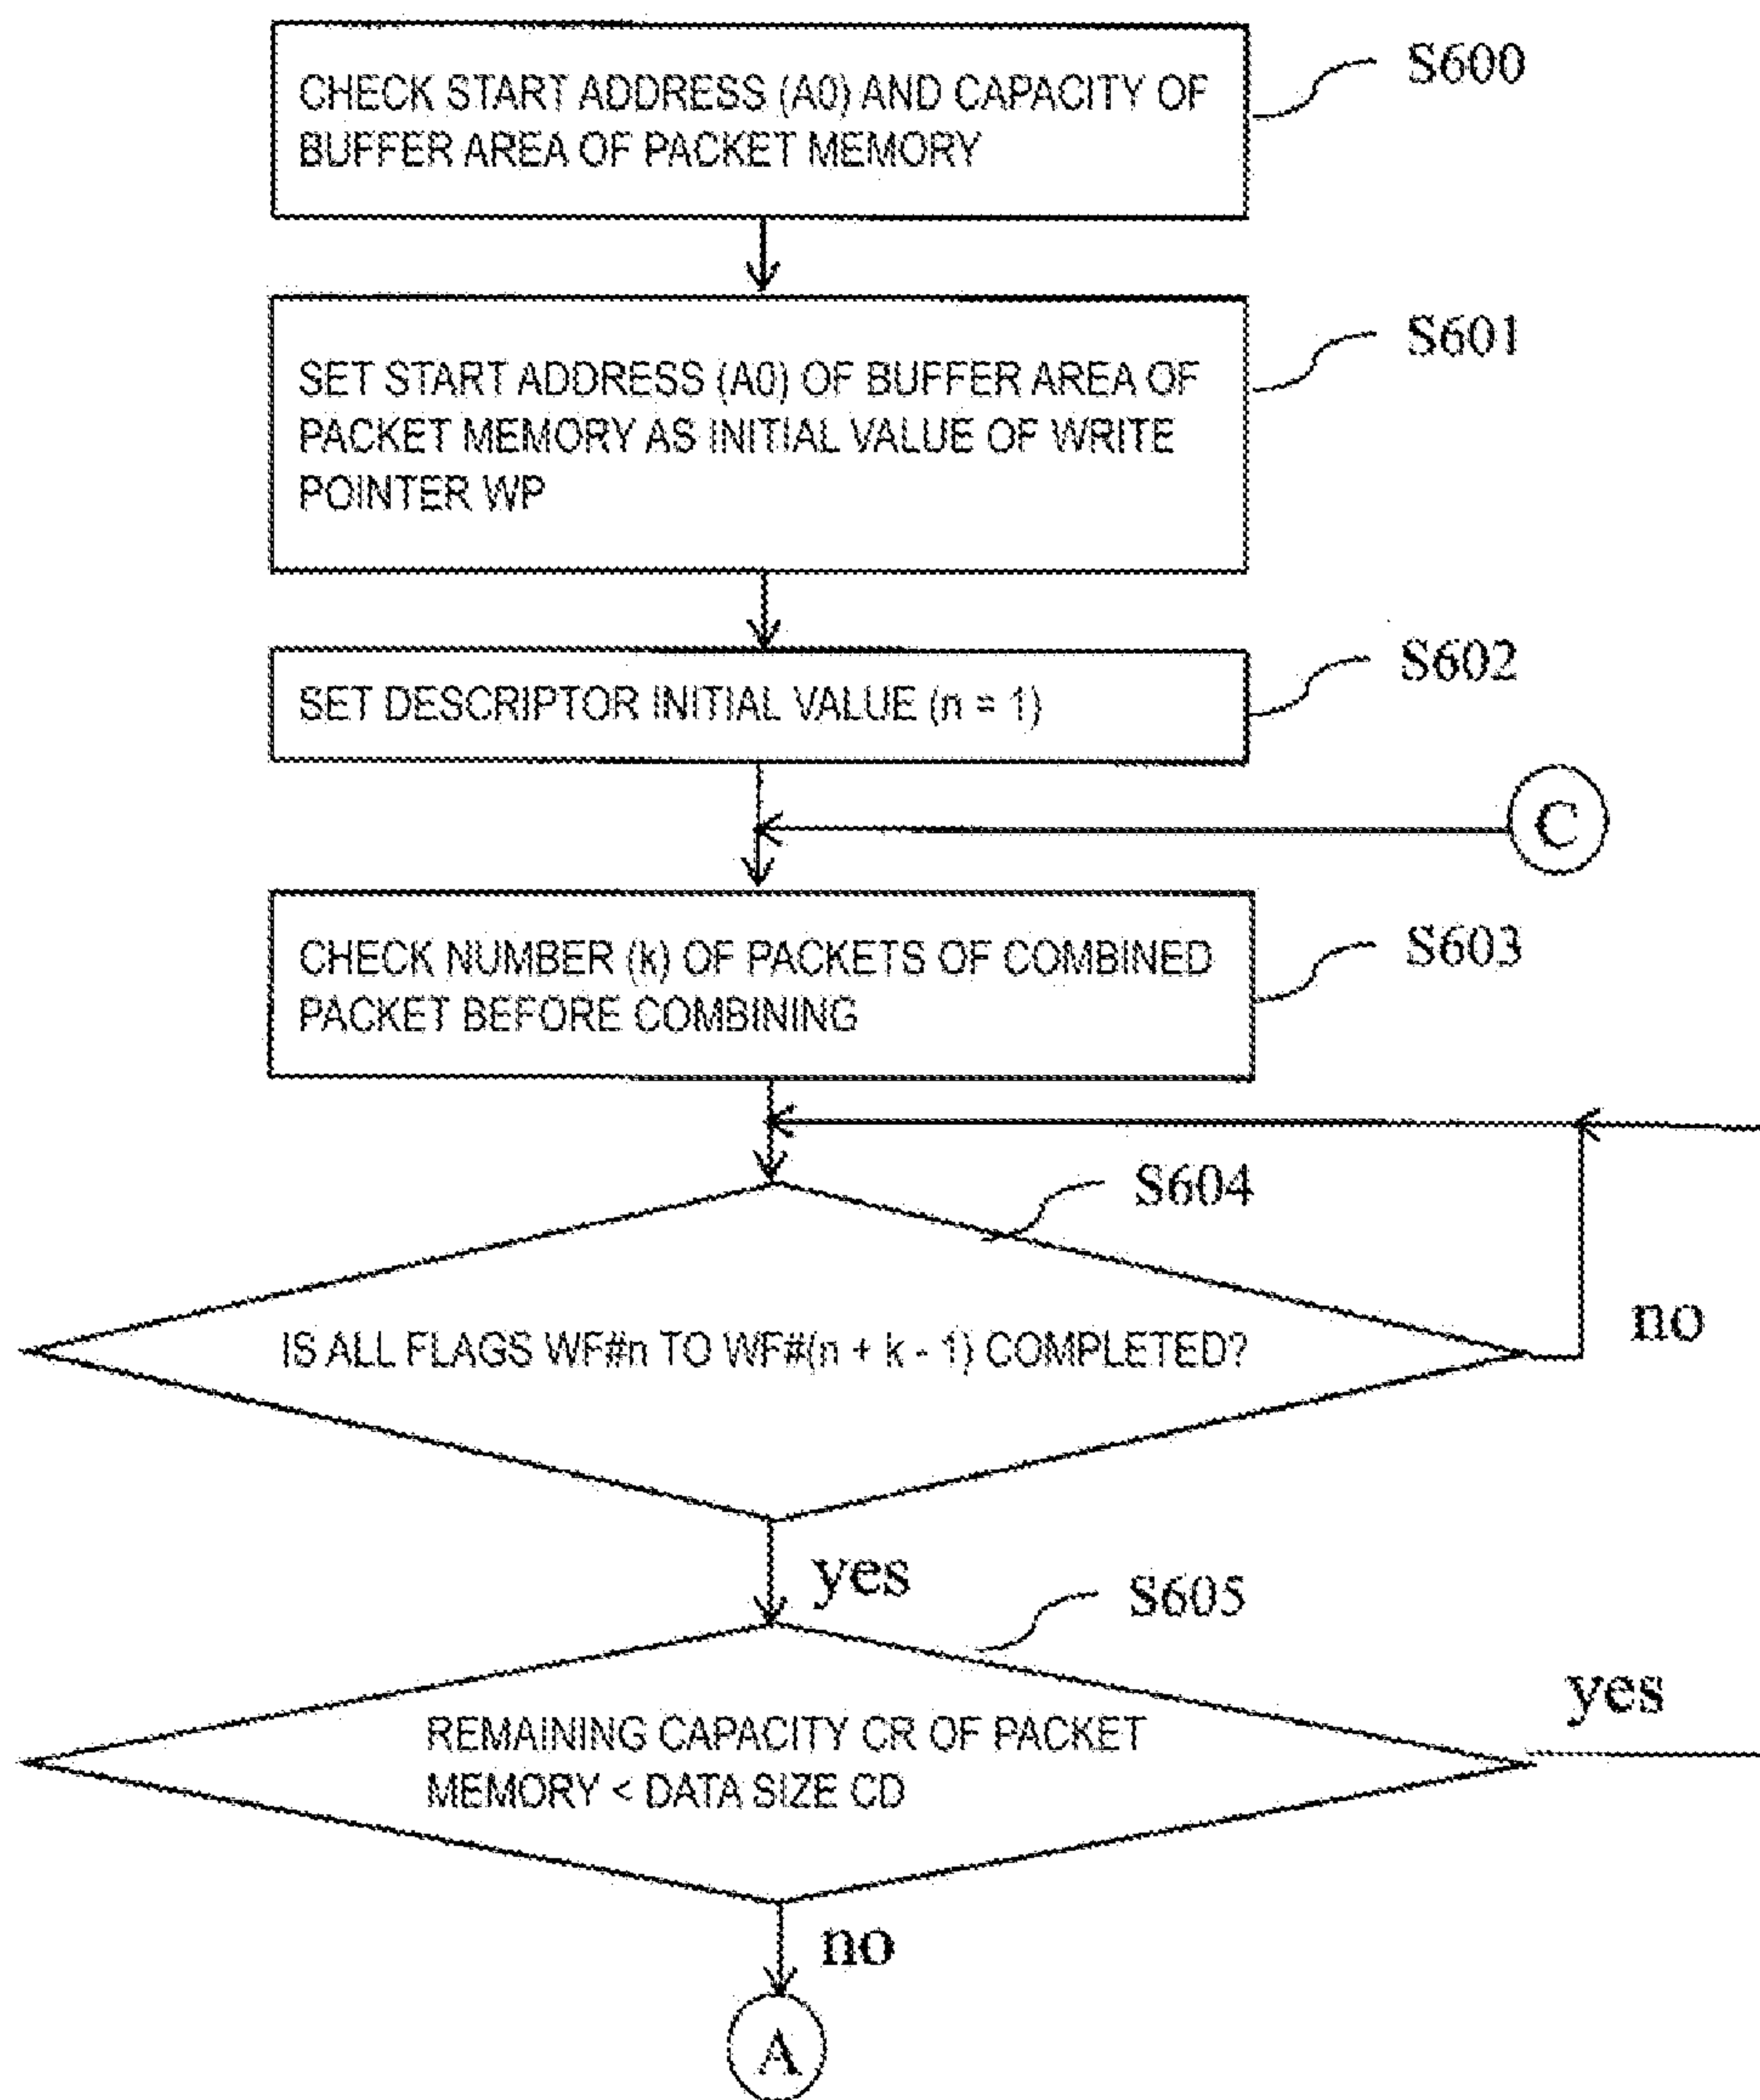 CHECK START ADDRESS (A0) AND CAPACITY OF
BUFFER AREA OF PACKET MEMORY
S600
SET START ADDRESS (A0) OF BUFFER AREA OF
PACKET MEMORY AS INITIAL VALUE OF WRITE
POINTER WP
S601
SET DESCRIPTOR INITIAL VALUE (n = 1)
S602
C
CHECK NUMBER (k) OF PACKETS OF COMBINED
PACKET BEFORE COMBINING
S603
S604
IS ALL FLAGS WF#n TO WF#(n + k - 1) COMPLETED?
no
yes
S605
REMAINING CAPACITY CR OF PACKET
MEMORY < DATA SIZE CD
yes
no
A